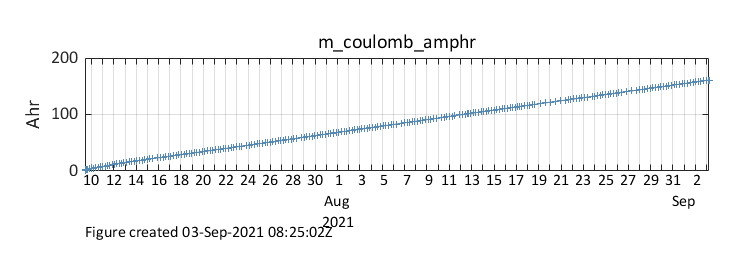 m_coulomb_amphr
200
100
0
Ahr
10 12 14 16 18 20 22 24 26 28 30 1 3 5 7 9 11 13 15 17 19 21 23 25 27 29 31 2
Aug Sep
2021
Figure created 03-Sep-2021 08:25:02Z